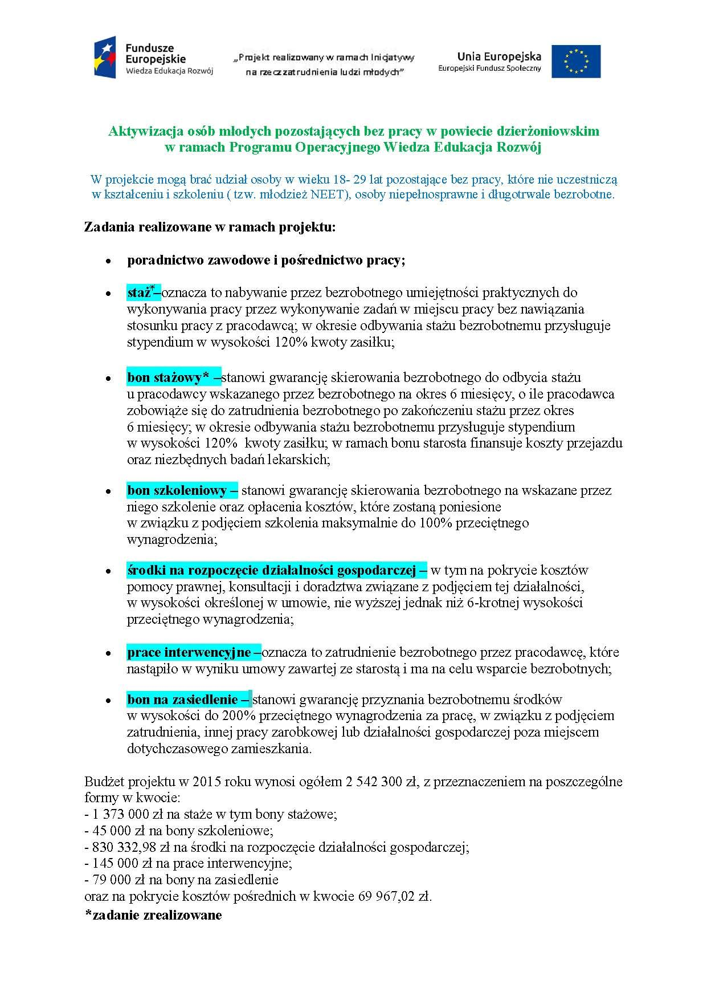 Fundusze
Europejskie
Wiedza Edukacja Rozwój
„Projekt realizowany w ramach Inicjatywy
na rzecz zatrudnienia ludzi młodych”
Unia Europejska
Europejski Fundusz Społeczny
Aktywizacja osób młodych pozostających bez pracy w powiecie dzierżoniowskim
w ramach Programu Operacyjnego Wiedza Edukacja Rozwój
W projekcie mogą brać udział osoby w wieku 18- 29 lat pozostające bez pracy, które nie uczestniczą
w kształceniu i szkoleniu ( tzw. młodzież NEET), osoby niepełnosprawne i długotrwale bezrobotne.
Zadania realizowane w ramach projektu:
• poradnictwo zawodowe i pośrednictwo pracy;
• staż*–oznacza to nabywanie przez bezrobotnego umiejętności praktycznych do
wykonywania pracy przez wykonywanie zadań w miejscu pracy bez nawiązania
stosunku pracy z pracodawcą; w okresie odbywania stażu bezrobotnemu przysługuje
stypendium w wysokości 120% kwoty zasiłku;
• bon stażowy* –stanowi gwarancję skierowania bezrobotnego do odbycia stażu
u pracodawcy wskazanego przez bezrobotnego na okres 6 miesięcy, o ile pracodawca
zobowiąże się do zatrudnienia bezrobotnego po zakończeniu stażu przez okres
6 miesięcy; w okresie odbywania stażu bezrobotnemu przysługuje stypendium
w wysokości 120%  kwoty zasiłku; w ramach bonu starosta finansuje koszty przejazdu
oraz niezbędnych badań lekarskich;
• bon szkoleniowy – stanowi gwarancję skierowania bezrobotnego na wskazane przez
niego szkolenie oraz opłacenia kosztów, które zostaną poniesione
w związku z podjęciem szkolenia maksymalnie do 100% przeciętnego
wynagrodzenia;
• środki na rozpoczęcie działalności gospodarczej – w tym na pokrycie kosztów
pomocy prawnej, konsultacji i doradztwa związane z podjęciem tej działalności,
w wysokości określonej w umowie, nie wyższej jednak niż 6-krotnej wysokości
przeciętnego wynagrodzenia;
• prace interwencyjne –oznacza to zatrudnienie bezrobotnego przez pracodawcę, które
nastąpiło w wyniku umowy zawartej ze starostą i ma na celu wsparcie bezrobotnych;
• bon na zasiedlenie – stanowi gwarancję przyznania bezrobotnemu środków
w wysokości do 200% przeciętnego wynagrodzenia za pracę, w związku z podjęciem
zatrudnienia, innej pracy zarobkowej lub działalności gospodarczej poza miejscem
dotychczasowego zamieszkania.
Budżet projektu w 2015 roku wynosi ogółem 2 542 300 zł, z przeznaczeniem na poszczególne
formy w kwocie:
- 1 373 000 zł na staże w tym bony stażowe;
- 45 000 zł na bony szkoleniowe;
- 830 332,98 zł na środki na rozpoczęcie działalności gospodarczej;
- 145 000 zł na prace interwencyjne;
- 79 000 zł na bony na zasiedlenie
oraz na pokrycie kosztów pośrednich w kwocie 69 967,02 zł.
*zadanie zrealizowane